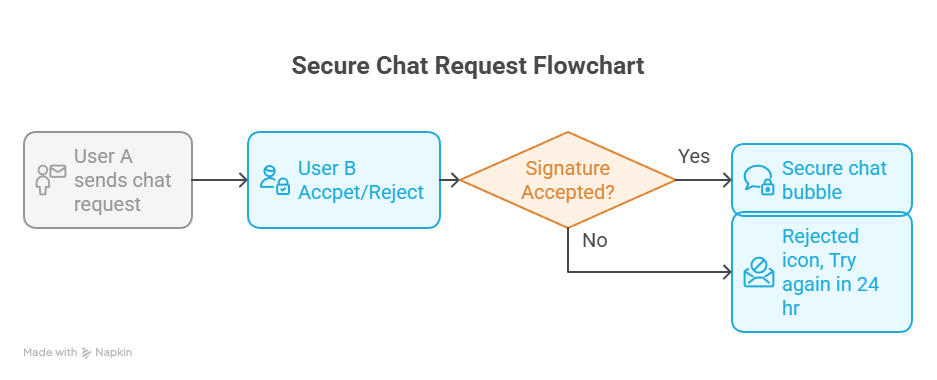 Secure Chat Request Flowchart
User A
sends chat
request
User B
Accpet/Reject
Signature
Accepted?
Yes
Secure chat
bubble
No
Rejected
icon, Try
again in 24
hr
Made with Napkin